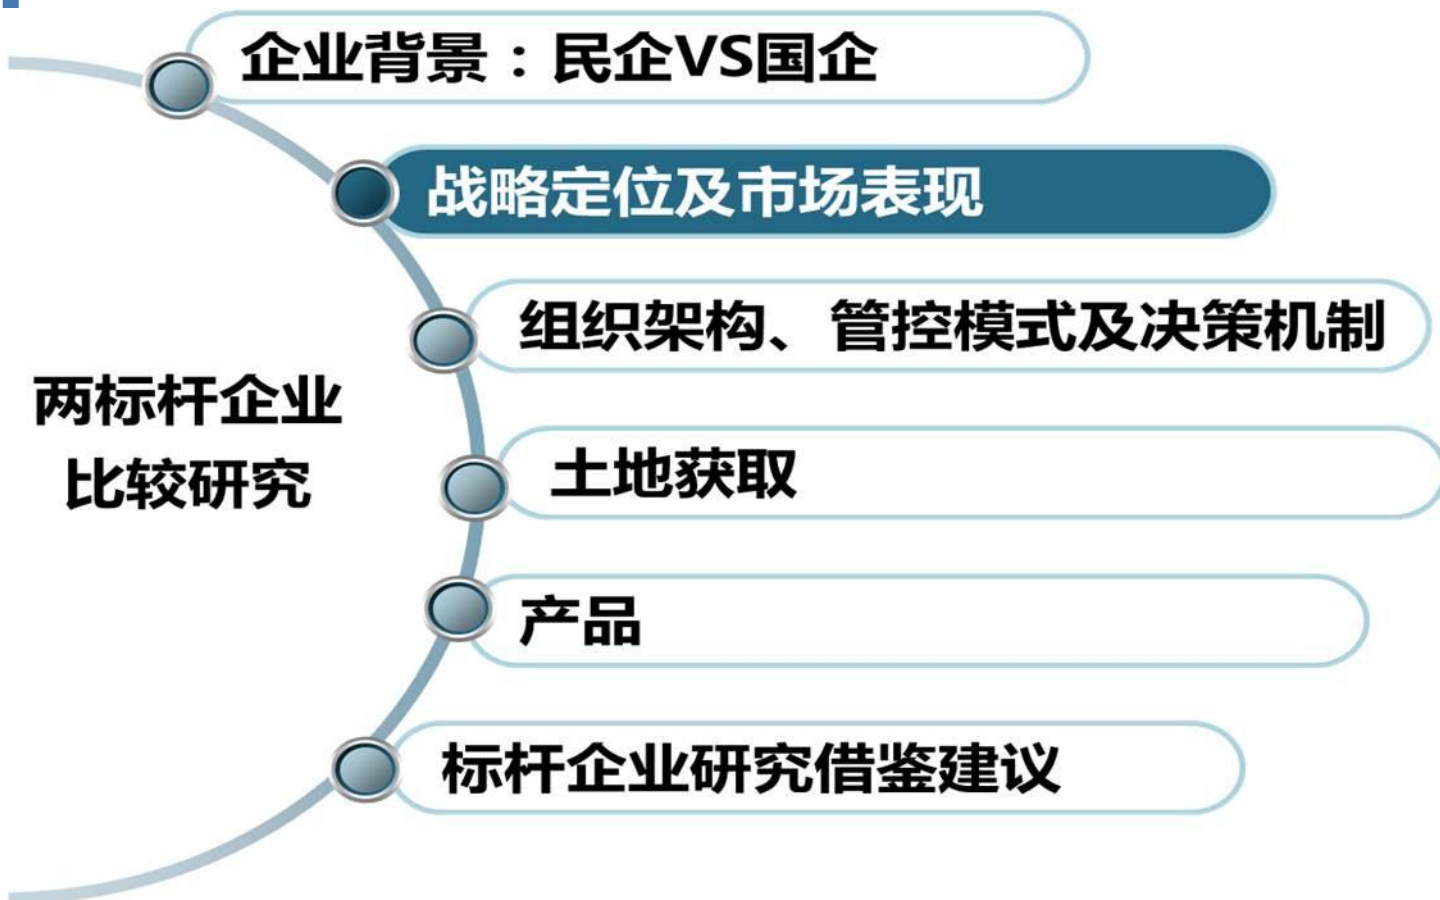 企业背景：民企VS国企
战略定位及市场表现
组织架构、管控模式及决策机制
两标杆企业
比较研究
土地获取
产品
标杆企业研究借鉴建议